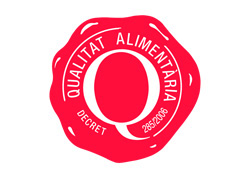 QUALITAT ALIMENTÀRIA
Q
DECRET 285/2006